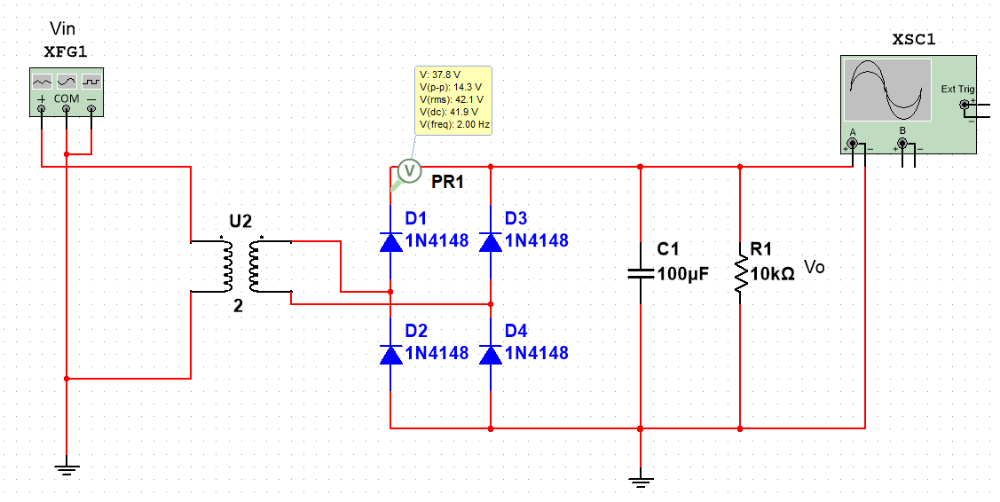 Vin
XFG1
COM
XSC1
Ext Trig
A
B
V: 37.8 V
V(p-p): 14.3 V
V(rms): 42.1 V
V(dc): 41.9 V
V(freq): 2.00 Hz
V
PR1
U2
2
D1
1N4148
D3
1N4148
C1
100µF
R1
10kΩ
Vo
D2
1N4148
D4
1N4148